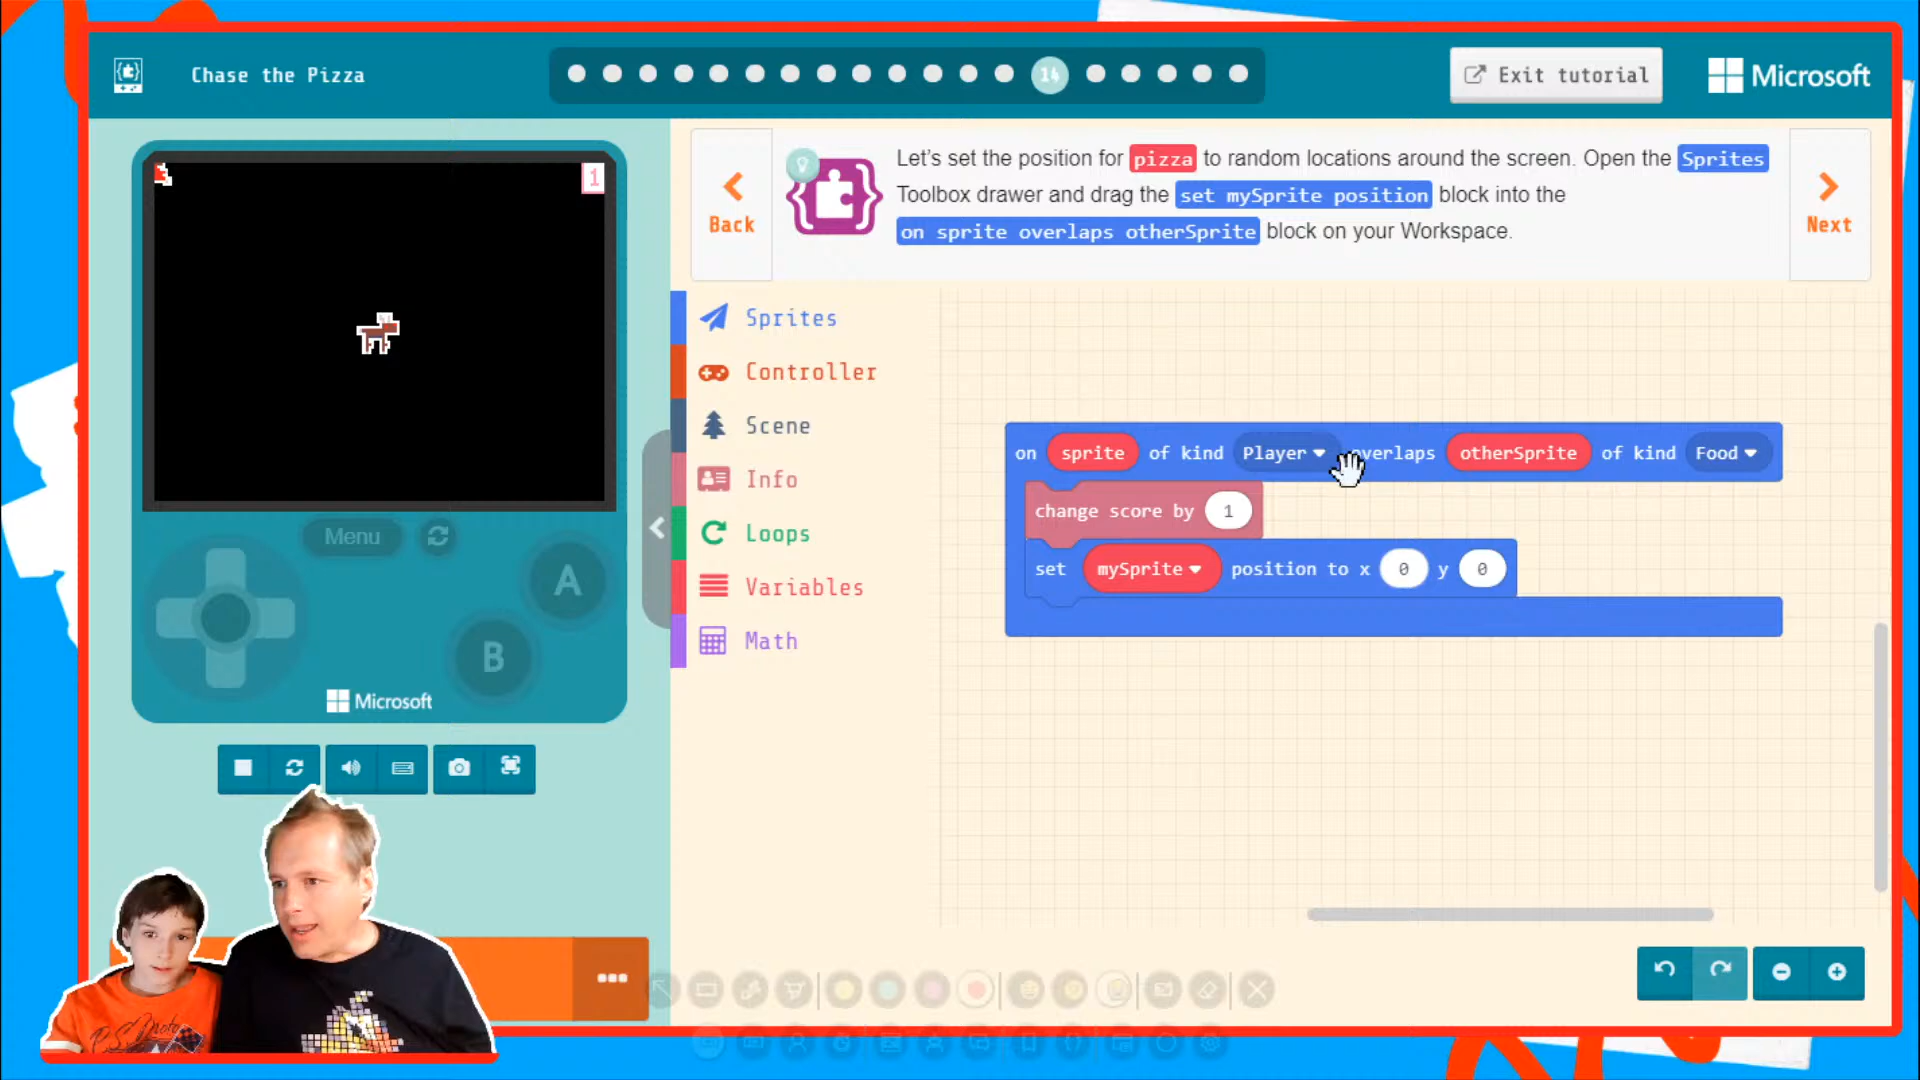 Chase the Pizza
14
Exit tutorial
Microsoft
1
Back
Let's set the position for pizza to random locations around the screen. Open the Sprites
Toolbox drawer and drag the set mySprite position block into the
on sprite overlaps otherSprite block on your Workspace.
Next
Sprites
Controller
Scene
Info
Loops
Variables
Math
on sprite of kind Player overlaps otherSprite of kind Food
change score by 1
set mySprite position to x 0 y 0
Menu
A
B
Microsoft